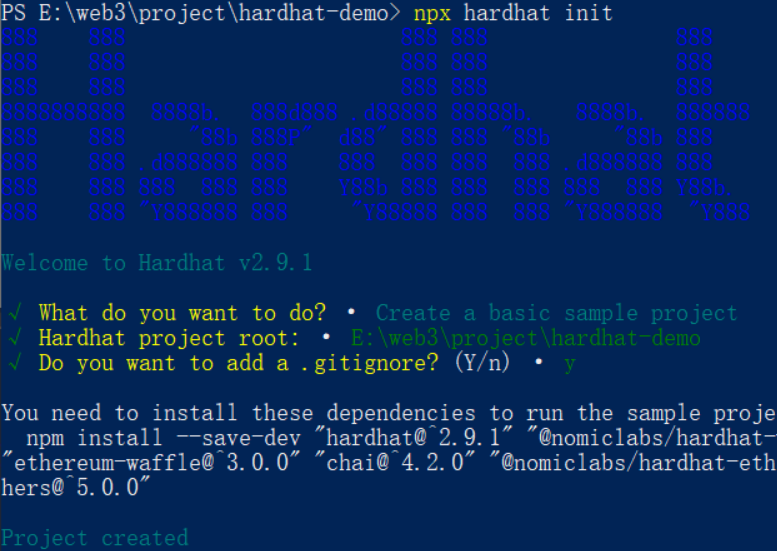 PS E:\web3\project\hardhat-demo> npx hardhat init
888    888                      888 888               888
888    888                      888 888               888
888    888                      888 888               888
8888888888  8888b.  888d888 .d88888 88888b.   8888b.  888888
888    888     "88b 888P"  d88" 888 888 "88b     "88b 888
888    888 .d888888 888    888  888 888  888 .d888888 888
888    888 888  888 888    Y88b 888 888  888 888  888 Y88b.
888    888 "Y888888 888     "Y88888 888  888 "Y888888  "Y888
Welcome to Hardhat v2.9.1
√ What do you want to do? • Create a basic sample project
√ Hardhat project root: • E:\web3\project\hardhat-demo
√ Do you want to add a .gitignore? (Y/n) • y
You need to install these dependencies to run the sample proje
npm install --save-dev "hardhat@^2.9.1" "@nomiclabs/hardhat-
"ethereum-waffle@^3.0.0" "chai@^4.2.0" "@nomiclabs/hardhat-eth
hers@^5.0.0"
Project created